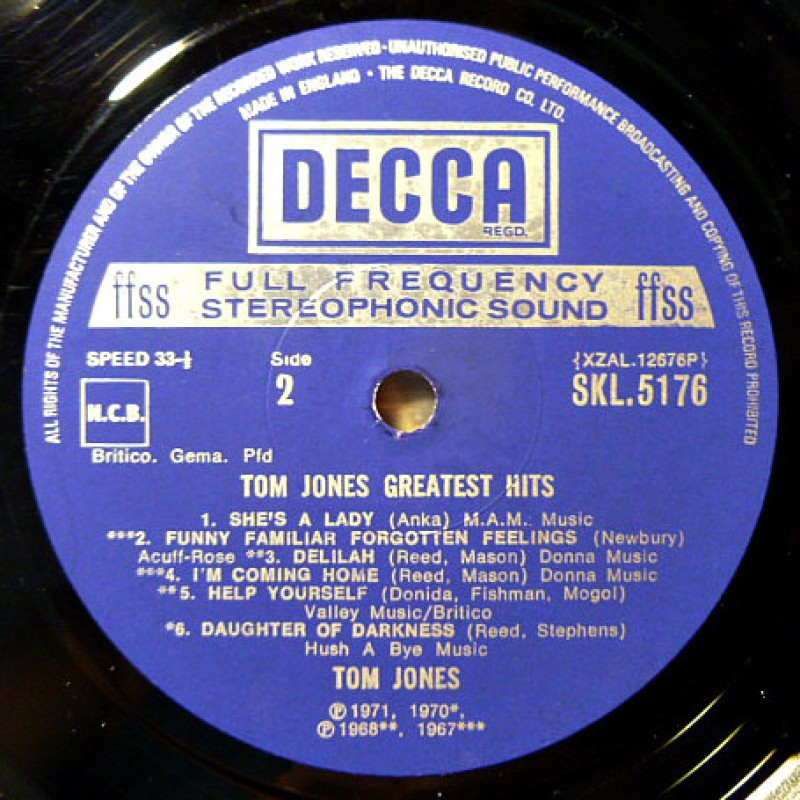 ALL RIGHTS OF THE MANUFACTURER AND OF THE OWNER OF THE RECORDED WORK RESERVED · UNAUTHORISED PUBLIC PERFORMANCE BROADCASTING AND COPYING OF THIS RECORD PROHIBITED
MADE IN ENGLAND · THE DECCA RECORD CO. LTD.
DECCA
REGD.
ffss FULL FREQUENCY ffss
STEREOPHONIC SOUND
SPEED 33⅓ Side {XZAL.12676P}
2 SKL.5176
N.C.B.
Britico. Gema. Pfd
TOM JONES GREATEST HITS
1. SHE'S A LADY (Anka) M.A.M. Music
***2. FUNNY FAMILIAR FORGOTTEN FEELINGS (Newbury)
Acuff-Rose **3. DELILAH (Reed, Mason) Donna Music
***4. I'M COMING HOME (Reed, Mason) Donna Music
**5. HELP YOURSELF (Donida, Fishman, Mogol)
Valley Music/Britico
*6. DAUGHTER OF DARKNESS (Reed, Stephens)
Hush A Bye Music
TOM JONES
℗ 1971, 1970*,
℗ 1968**, 1967***